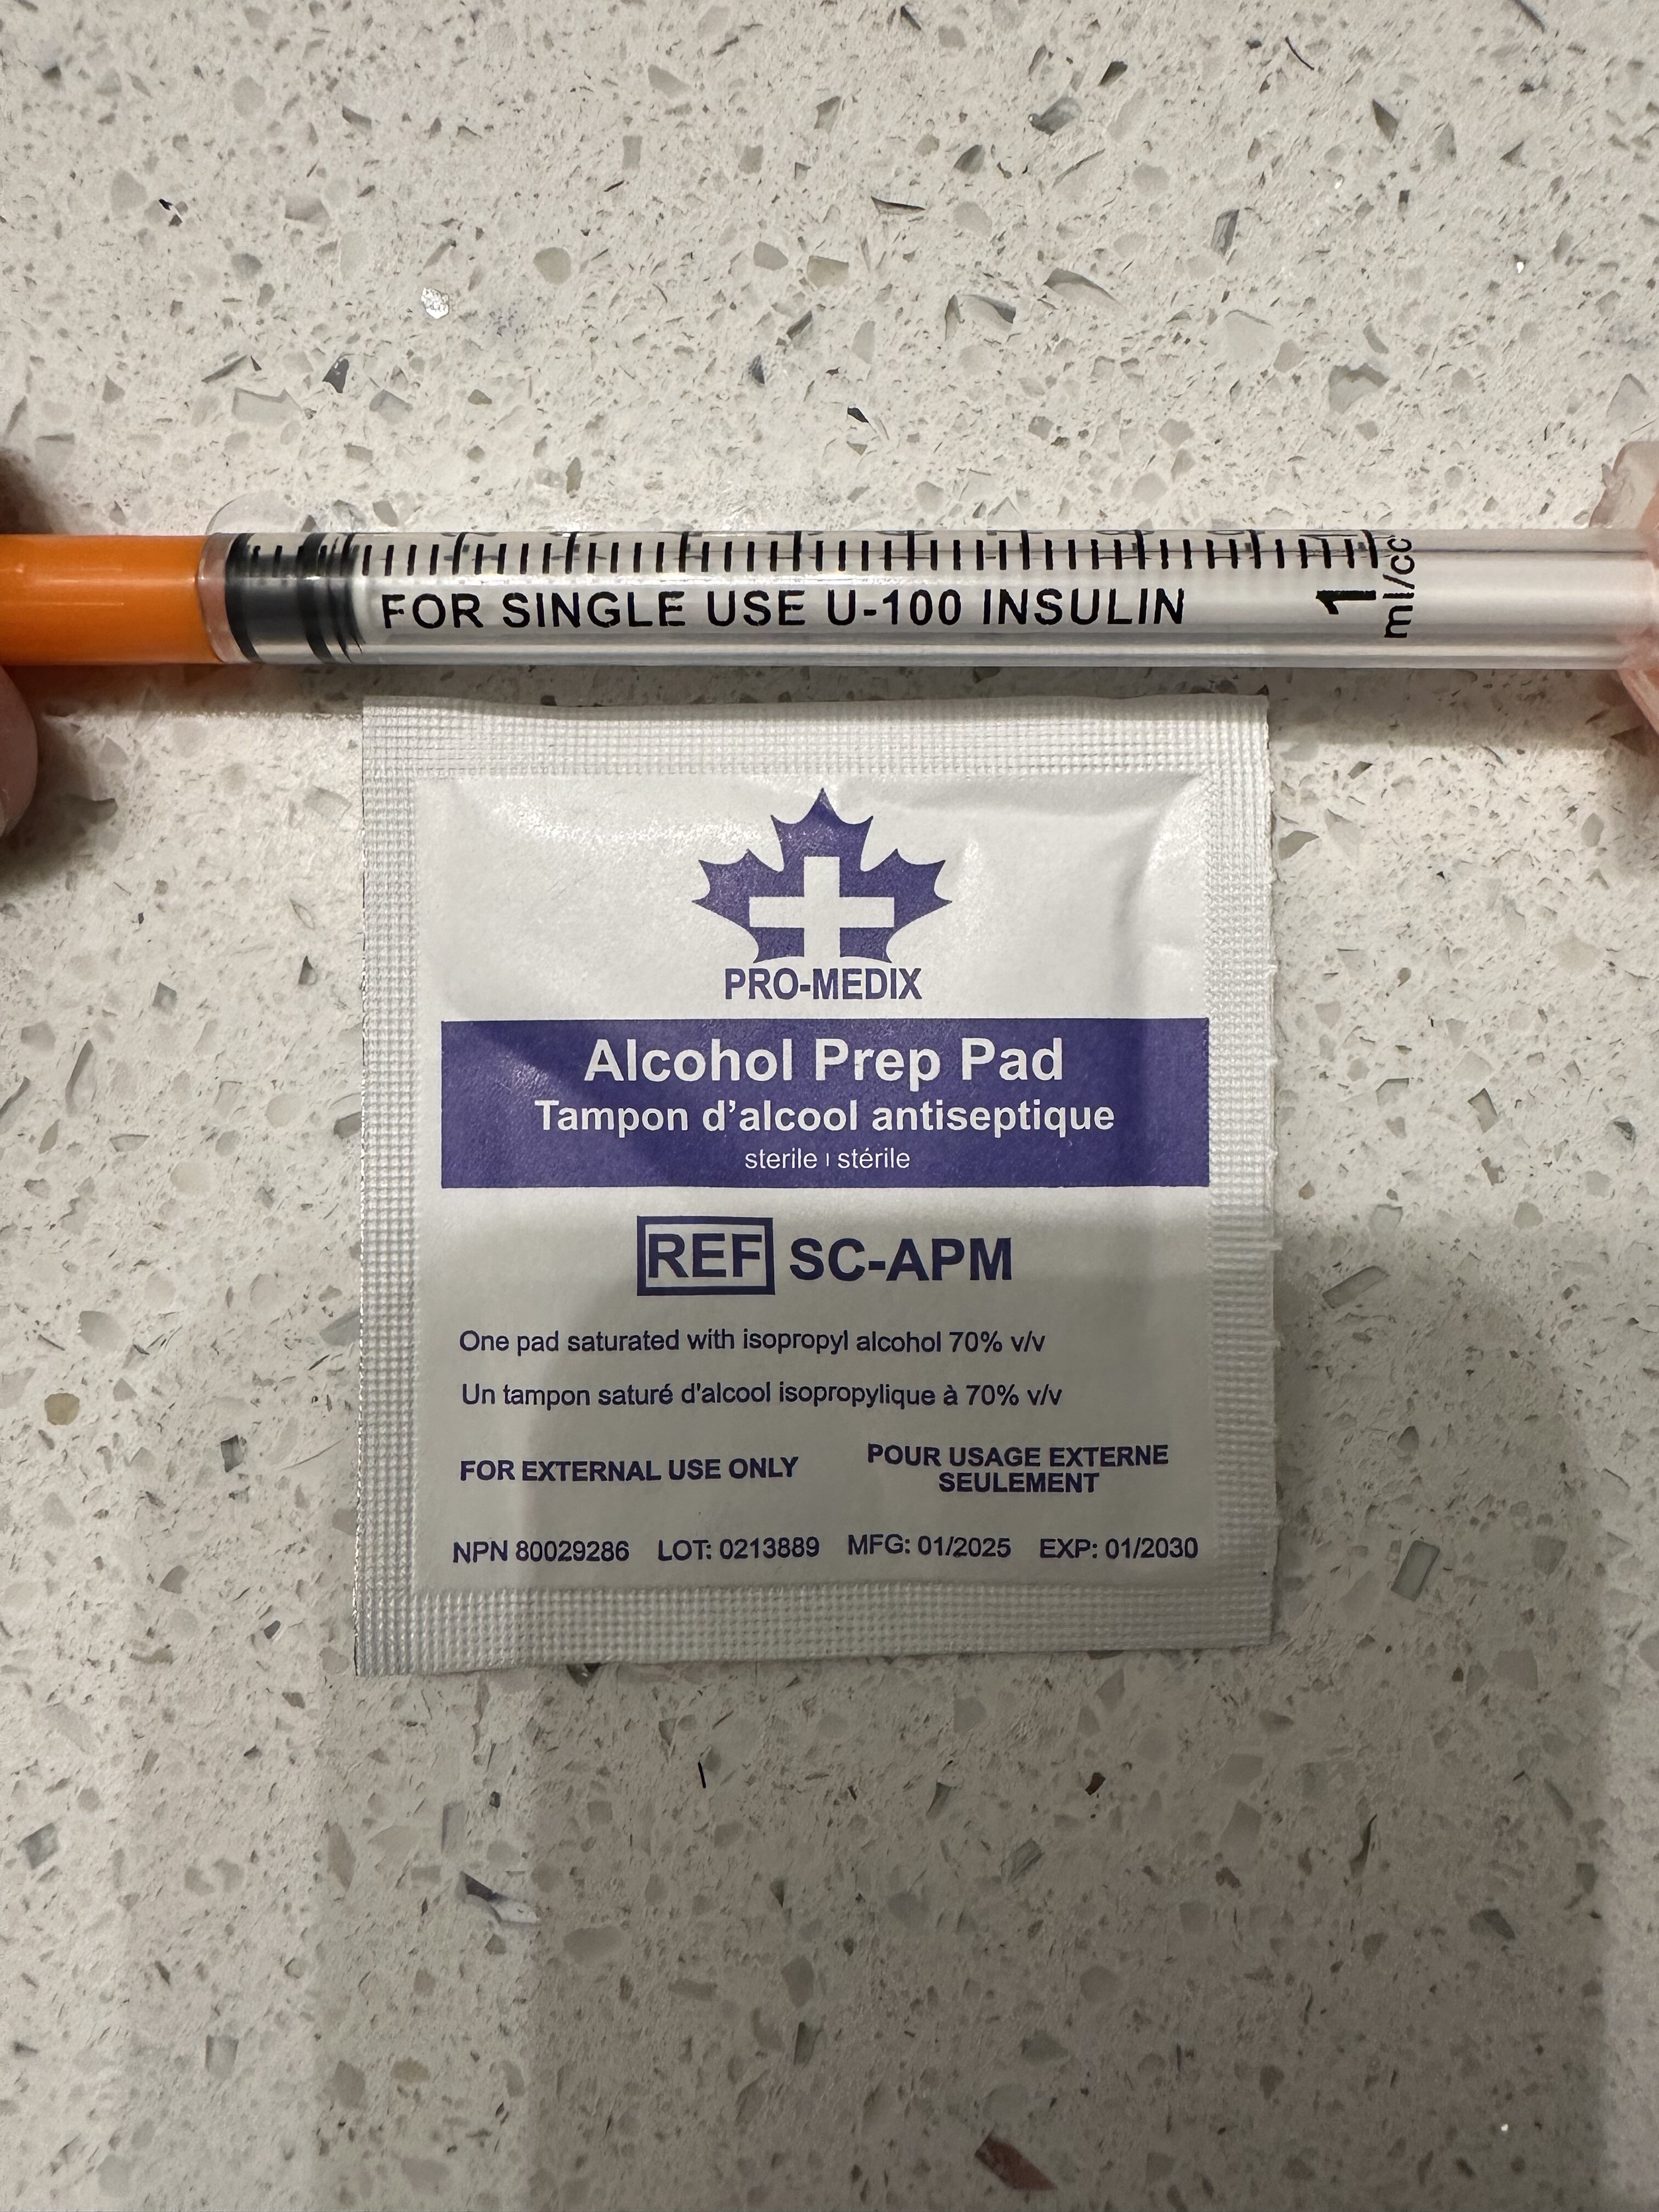 FOR SINGLE USE U-100 INSULIN
1
ml/cc
PRO-MEDIX
Alcohol Prep Pad
Tampon d’alcool antiseptique
sterile | stérile
REF SC-APM
One pad saturated with isopropyl alcohol 70% v/v
Un tampon saturé d'alcool isopropylique à 70% v/v
FOR EXTERNAL USE ONLY
POUR USAGE EXTERNE
SEULEMENT
NPN 80029286 LOT: 0213889 MFG: 01/2025 EXP: 01/2030